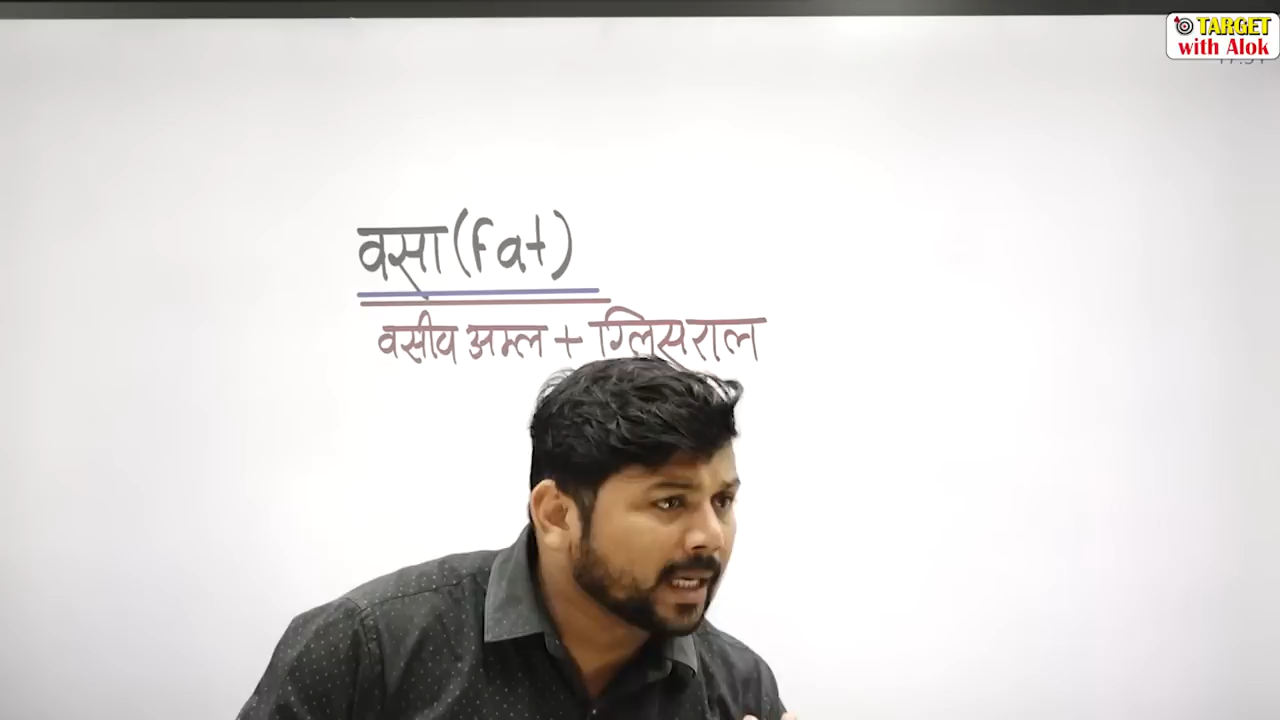 TARGET
with Alok
वसा (Fat)
वसीय अम्ल + ग्लिसराल